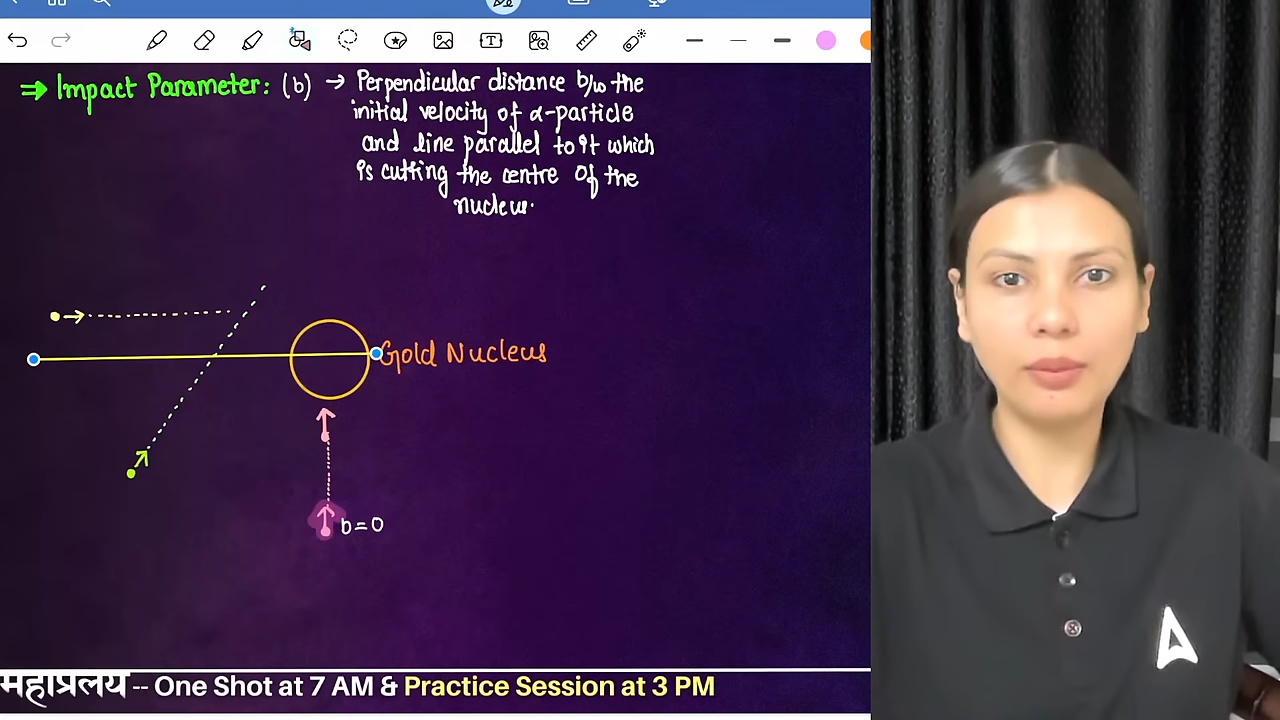 ⇒ Impact Parameter: (b) → Perpendicular distance b/w the
initial velocity of α-particle
and line parallel to it which
is cutting the centre of the
nucleus.
Gold Nucleus
b=0
महाप्रलय -- One Shot at 7 AM & Practice Session at 3 PM